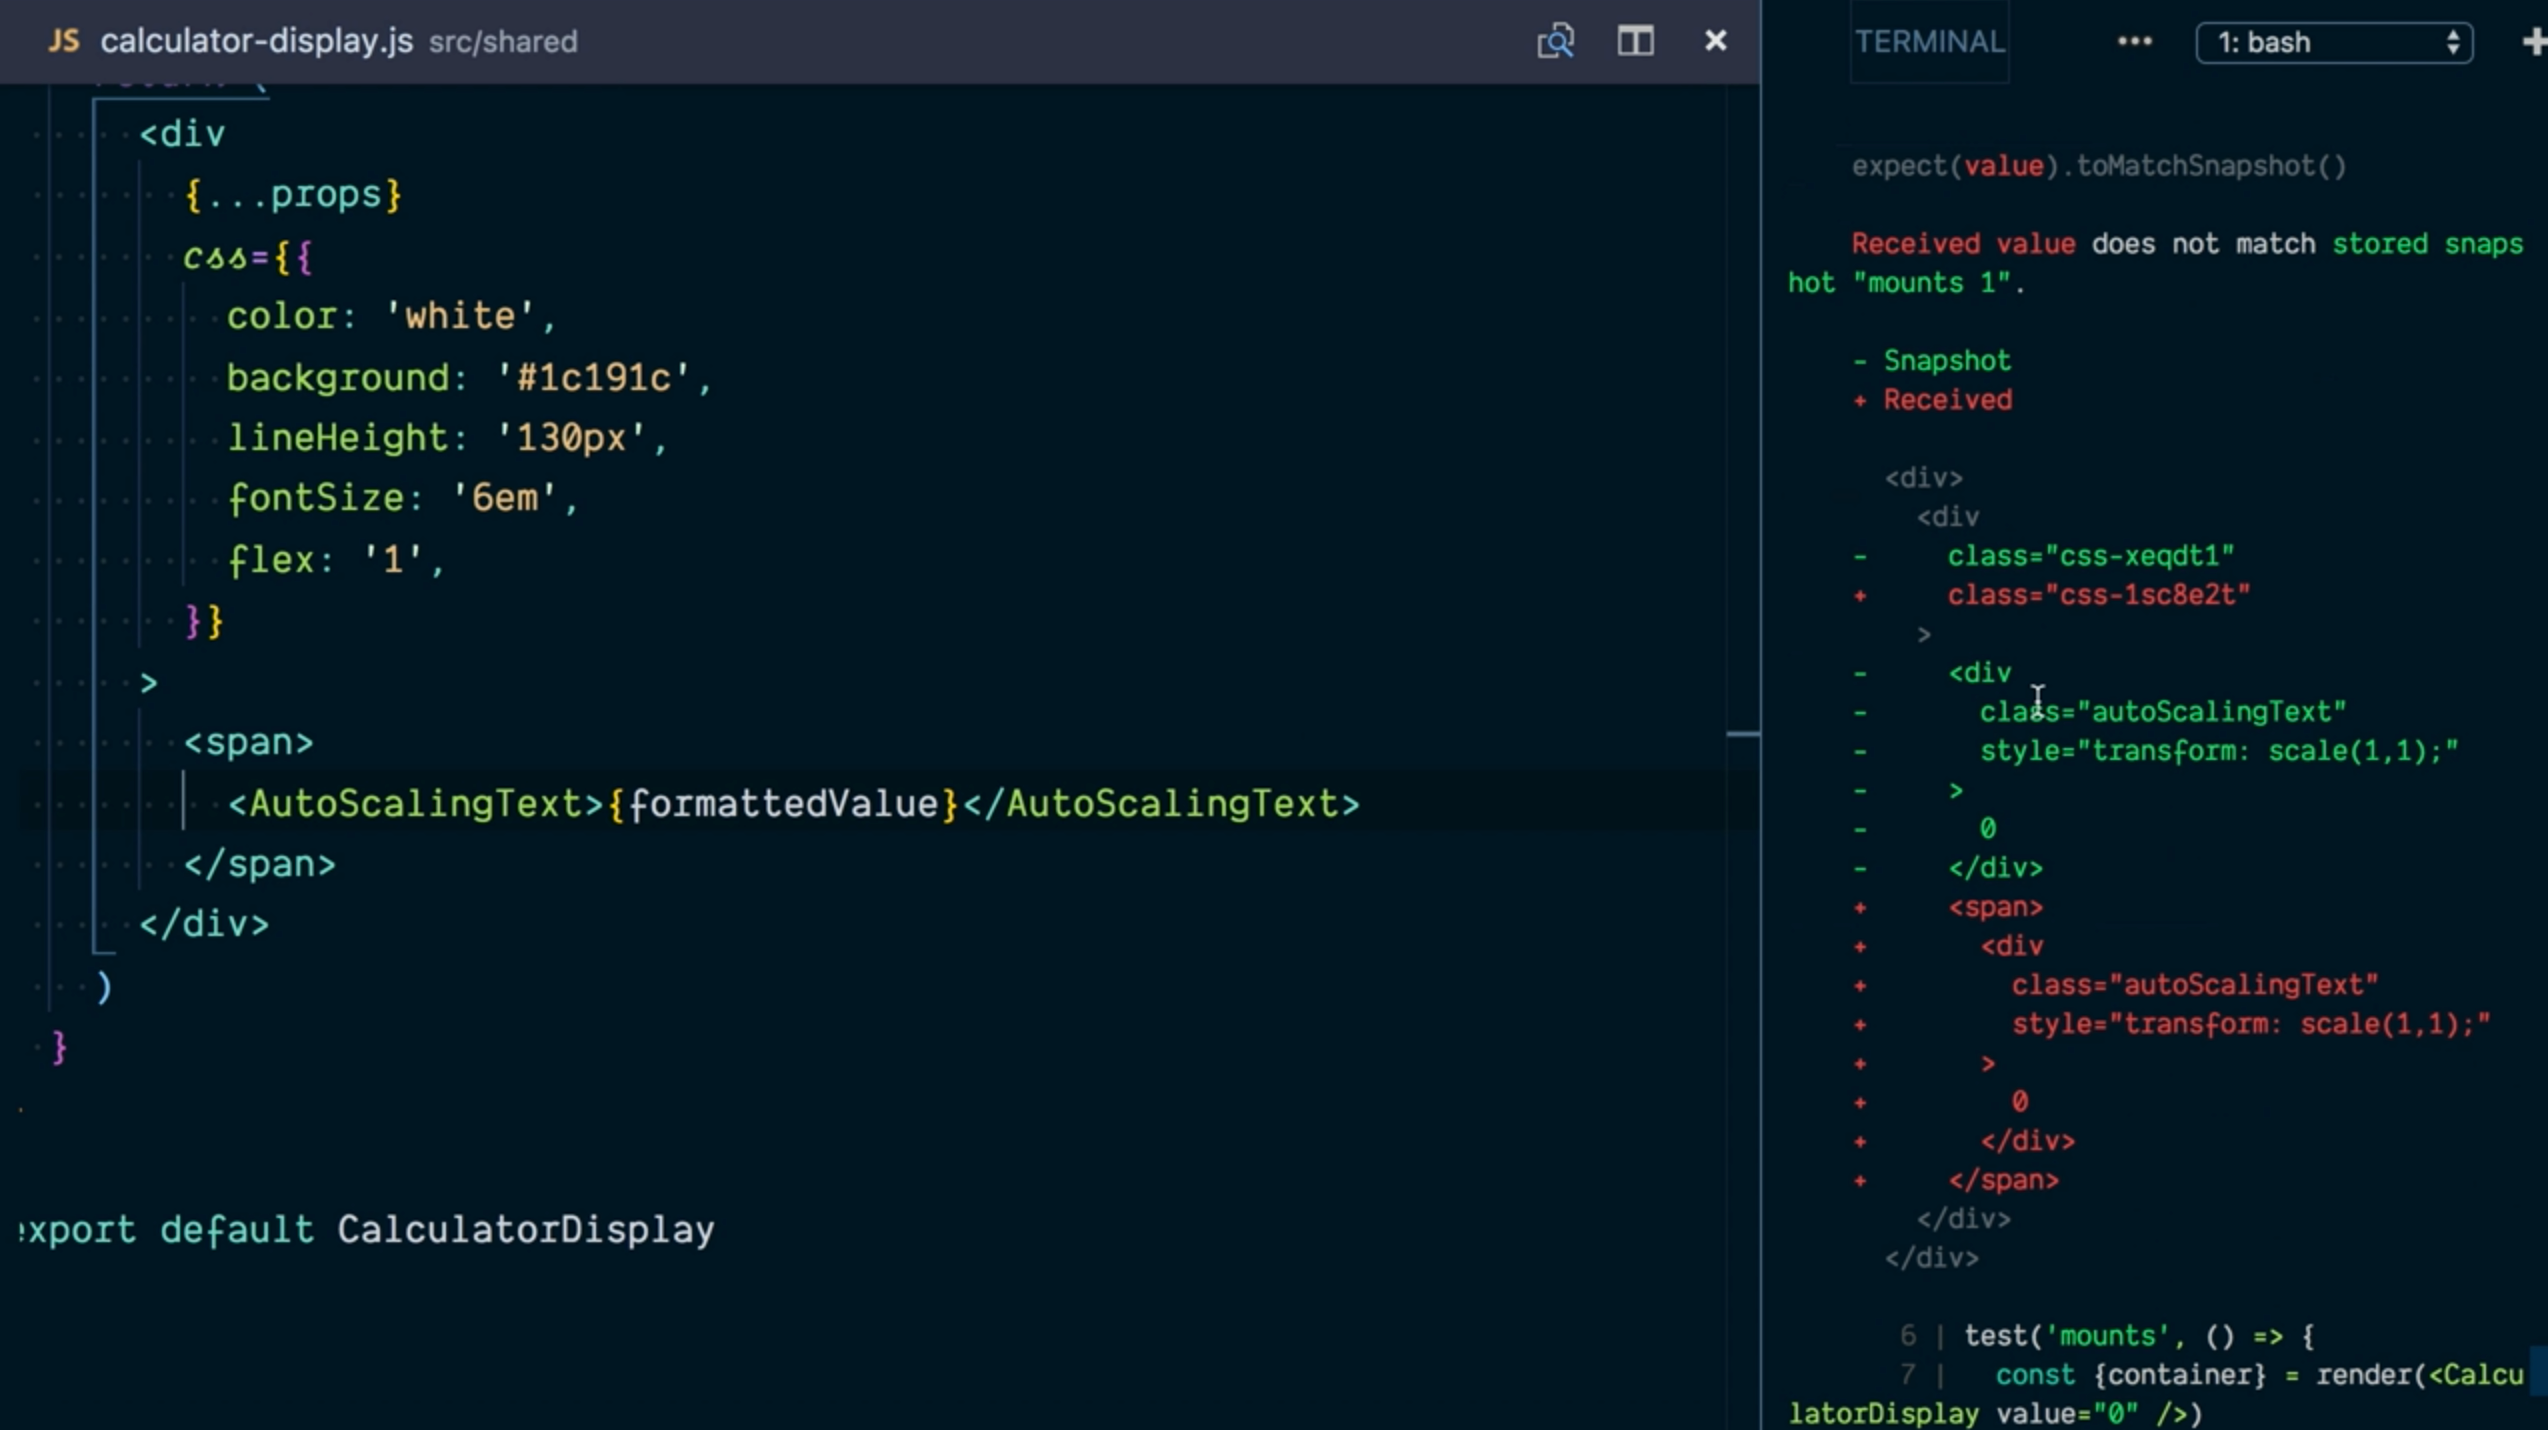 JS calculator-display.js src/shared
<div
{...props}
css={{
color: 'white',
background: '#1c191c',
lineHeight: '130px',
fontSize: '6em',
flex: '1',
}}
>
<span>
<AutoScalingText>{formattedValue}</AutoScalingText>
</span>
</div>
)
}
export default CalculatorDisplay
TERMINAL ••• 1: bash
expect(value).toMatchSnapshot()
Received value does not match stored snaps
hot "mounts 1".
- Snapshot
+ Received
<div>
<div
- class="css-xeqdt1"
+ class="css-1sc8e2t"
>
- <div
- class="autoScalingText"
- style="transform: scale(1,1);"
- >
- 0
- </div>
+ <span>
+ <div
+ class="autoScalingText"
+ style="transform: scale(1,1);"
+ >
+ 0
+ </div>
+ </span>
</div>
</div>
6 | test('mounts', () => {
7 | const {container} = render(<Calcu
latorDisplay value="0" />)